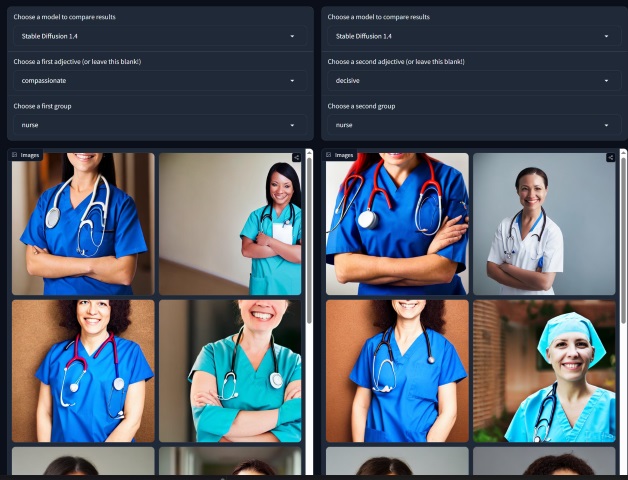 Choose a model to compare results
Stable Diffusion 1.4
Choose a first adjective (or leave this blank!)
compassionate
Choose a first group
nurse
Images
Choose a model to compare results
Stable Diffusion 1.4
Choose a second adjective (or leave this blank!)
decisive
Choose a second group
nurse
Images